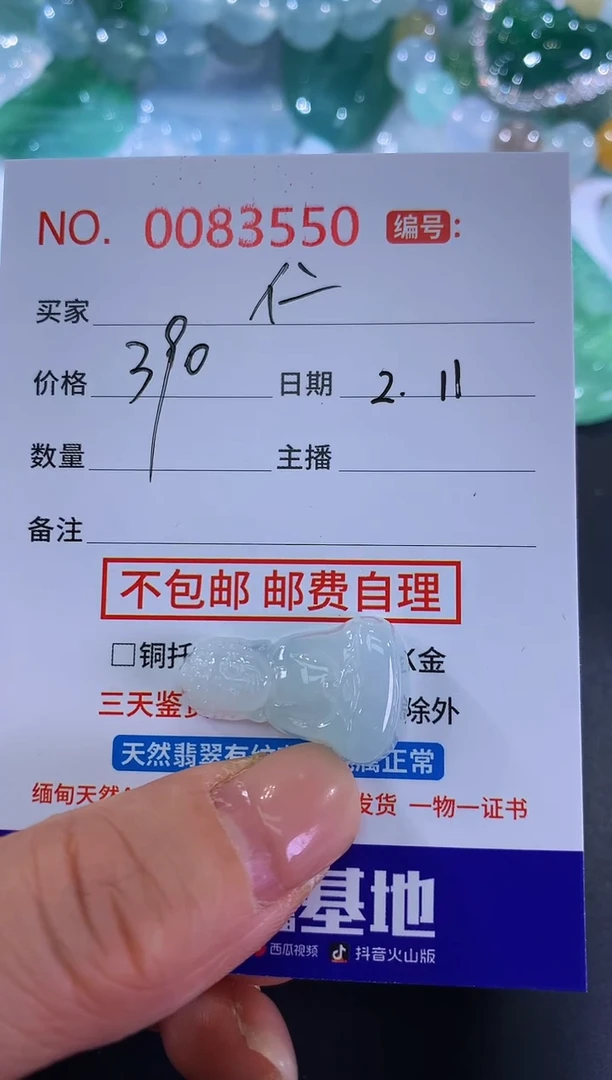 NO. 0083550 编号:
买家 仁
价格 390 日期 2.11
数量 主播
备注
不包邮 邮费自理
□铜托 K金
三天鉴 除外
天然翡翠有 属正常
缅甸天然 发货 一物一证书
基地
西瓜视频 抖音火山版